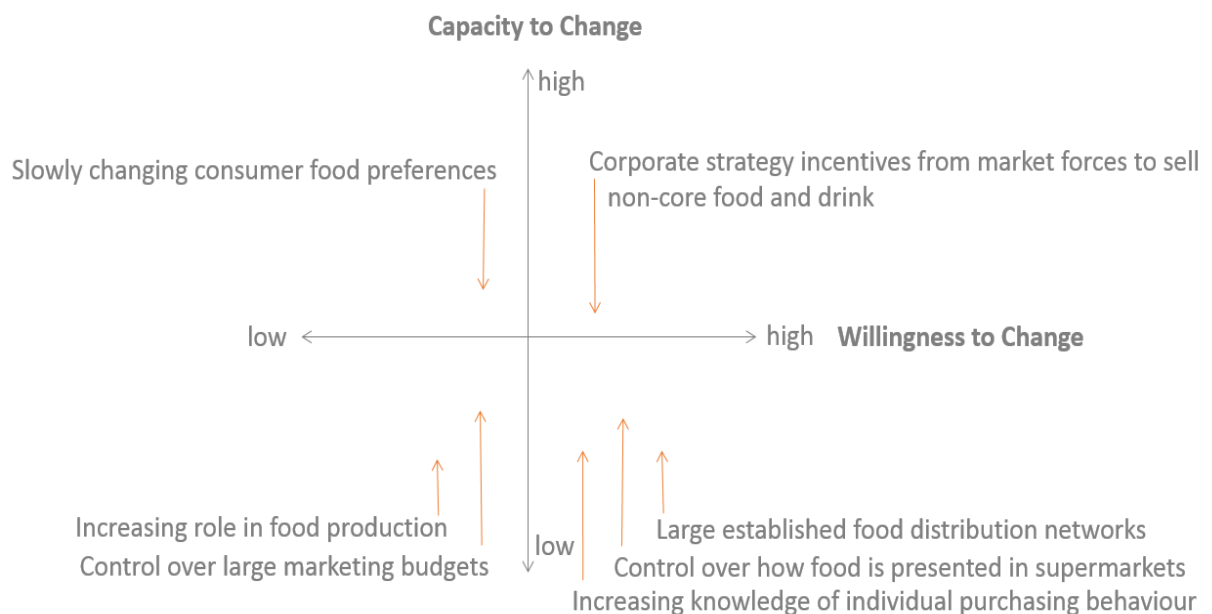 Capacity to Change
high
Slowly changing consumer food preferences
Corporate strategy incentives from market forces to sell
non-core food and drink
low
high
Willingness to Change
Increasing role in food production
Control over large marketing budgets
low
Large established food distribution networks
Control over how food is presented in supermarkets
Increasing knowledge of individual purchasing behaviour